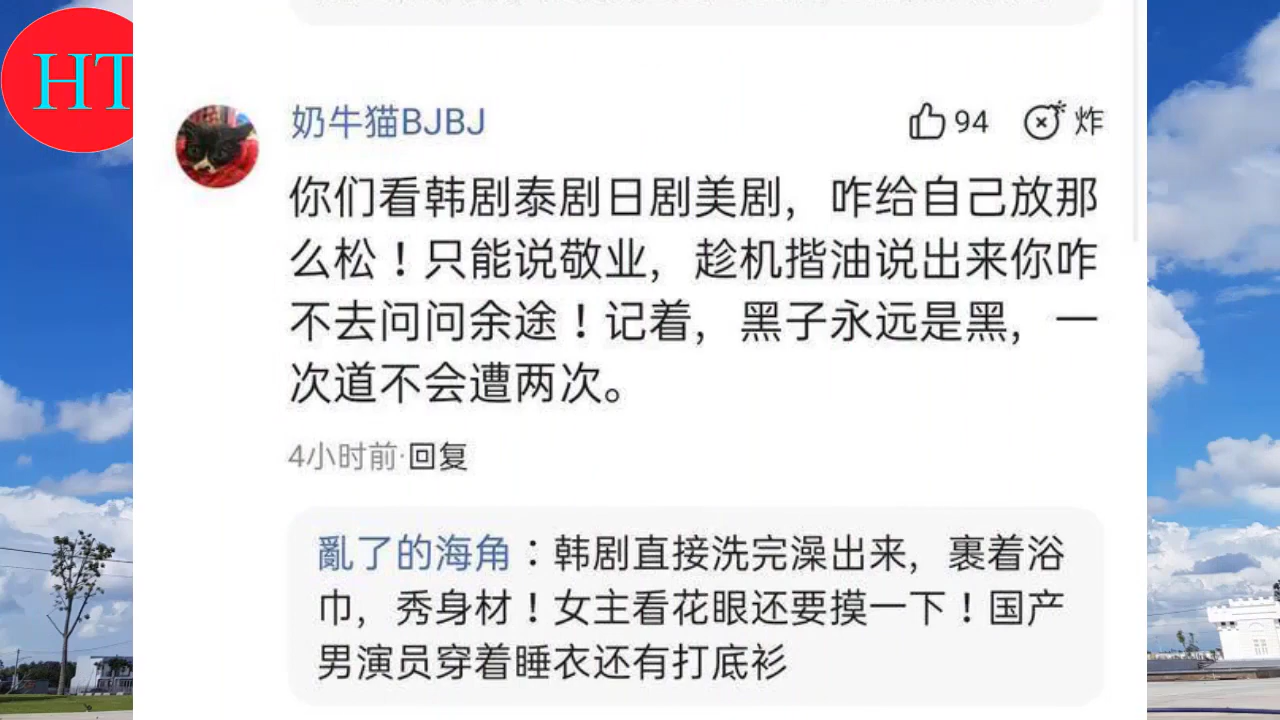 HT
奶牛猫BJBJ
94
炸
你们看韩剧泰剧日剧美剧，咋给自己放那
么松！只能说敬业，趁机揩油说出来你咋
不去问问余途！记着，黑子永远是黑，一
次道不会遭两次。
4小时前·回复
亂了的海角：韩剧直接洗完澡出来，裹着浴
巾，秀身材！女主看花眼还要摸一下！国产
男演员穿着睡衣还有打底衫